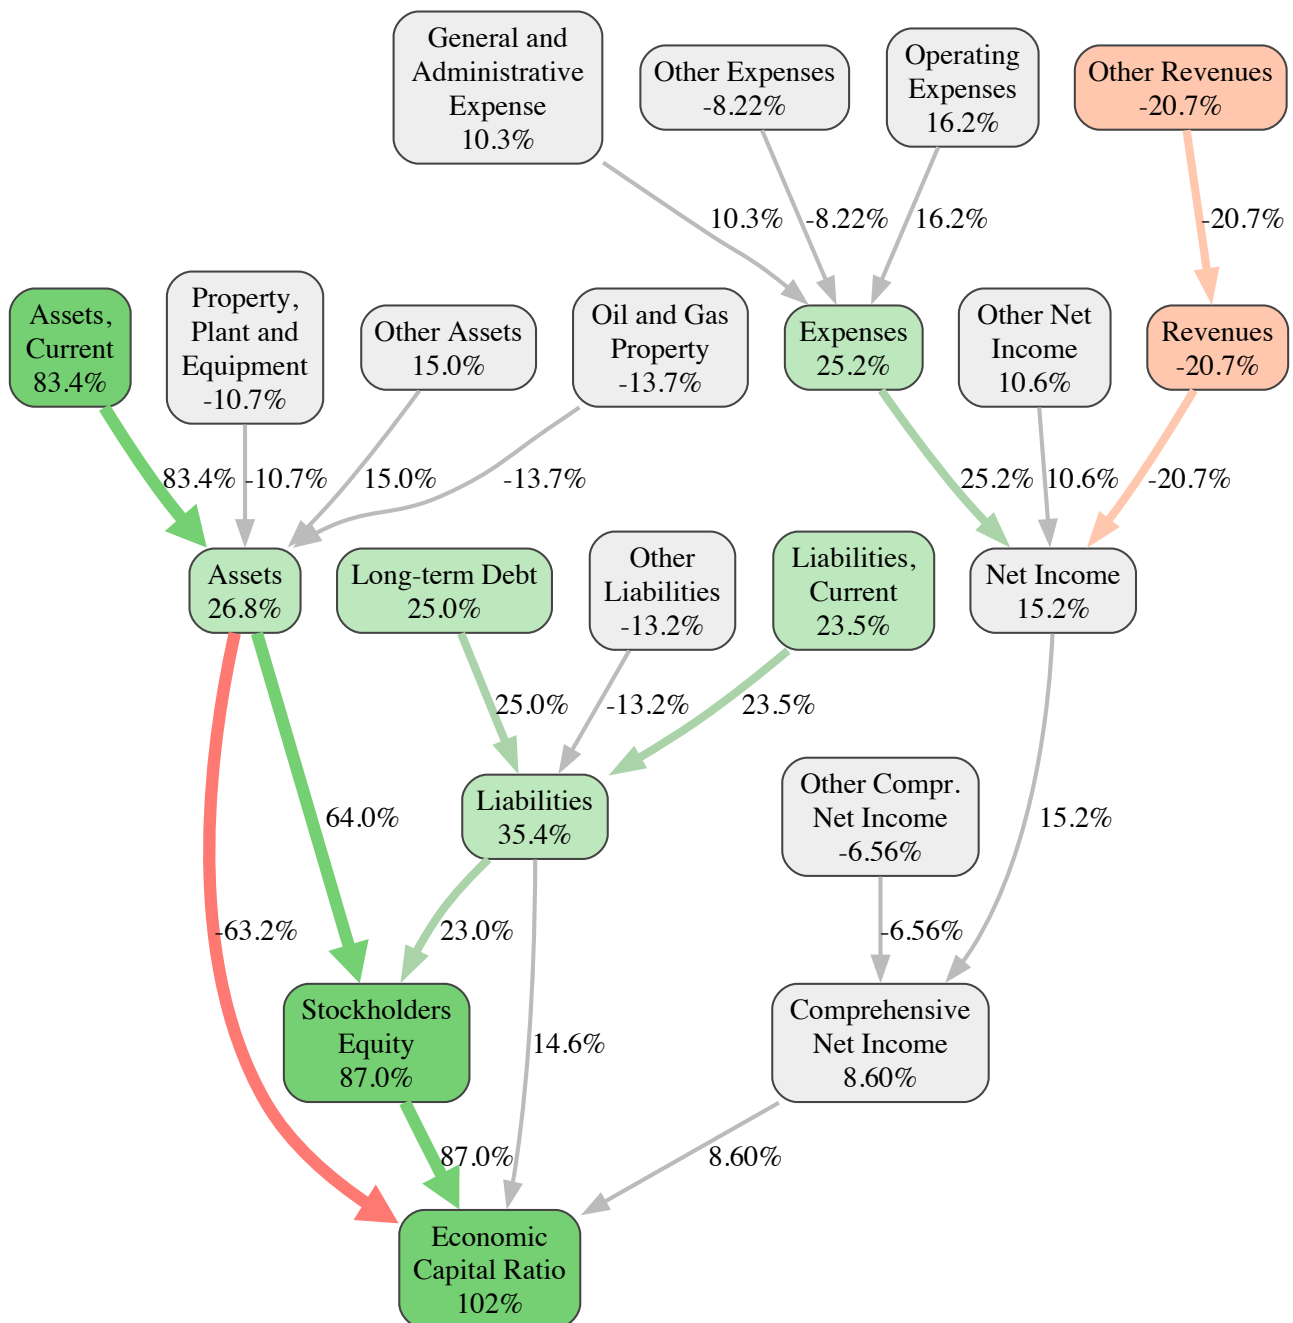 General and
Administrative
Expense
10.3%
Other Expenses
-8.22%
Operating
Expenses
16.2%
Other Revenues
-20.7%
10.3%
-8.22%
16.2%
-20.7%
Assets,
Current
83.4%
Property,
Plant and
Equipment
-10.7%
Other Assets
15.0%
Oil and Gas
Property
-13.7%
Expenses
25.2%
Other Net
Income
10.6%
Revenues
-20.7%
83.4%
-10.7%
15.0%
-13.7%
25.2%
10.6%
-20.7%
Assets
26.8%
Long-term Debt
25.0%
Other
Liabilities
-13.2%
Liabilities,
Current
23.5%
Net Income
15.2%
25.0%
-13.2%
23.5%
64.0%
Liabilities
35.4%
Other Compr.
Net Income
-6.56%
15.2%
-63.2%
23.0%
-6.56%
Stockholders
Equity
87.0%
14.6%
Comprehensive
Net Income
8.60%
87.0%
8.60%
Economic
Capital Ratio
102%